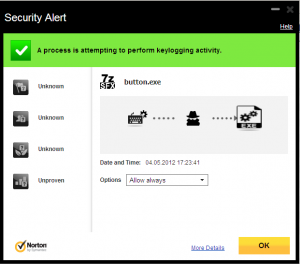 Security Alert
Help
A process is attempting to perform keylogging activity.
Unknown
Unknown
Unknown
Unproven
7z
SFX
button.exe
EXE
Date and Time: 04.05.2012 17:23:41
Options Allow always
Norton
by Symantec
More Details
OK